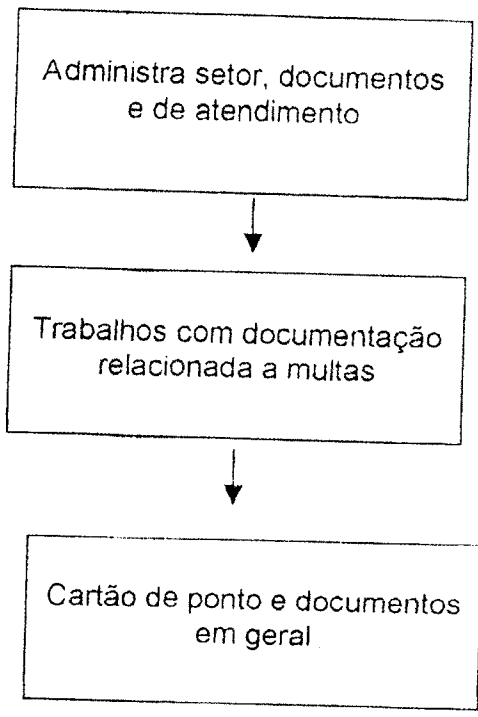 Administra setor, documentos
e de atendimento
Trabalhos com documentação
relacionada a multas
Cartão de ponto e documentos
em geral